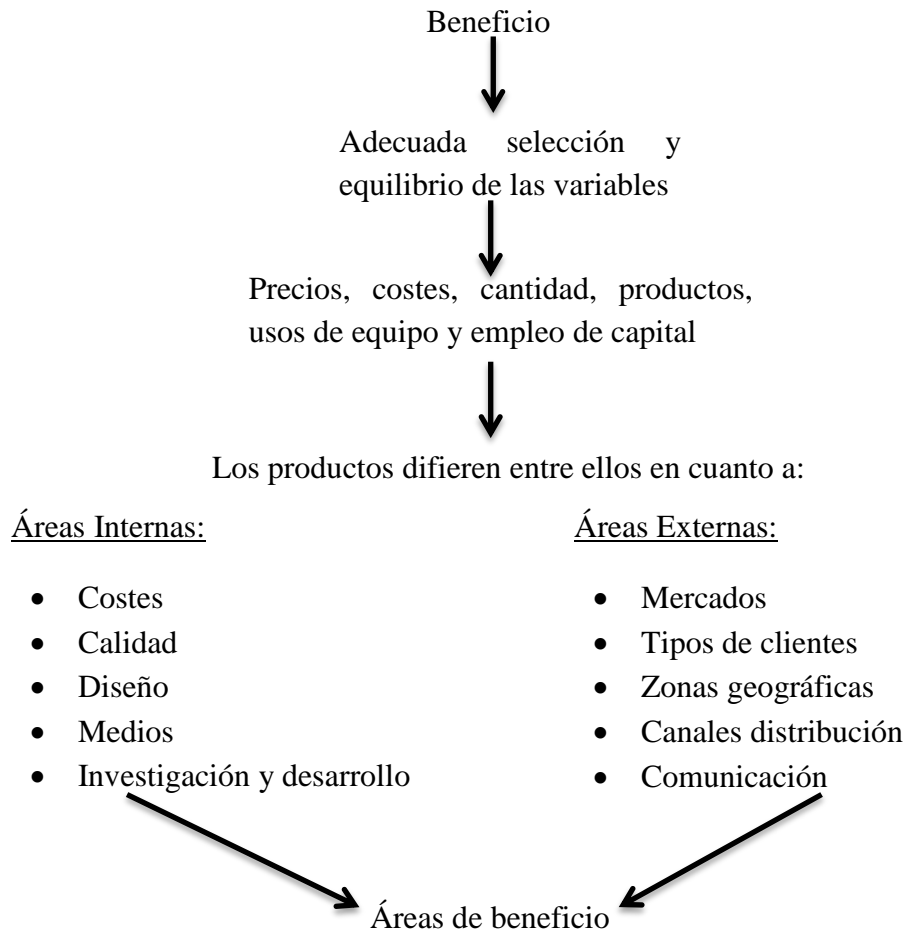 Beneficio
Adecuada selección y
equilibrio de las variables
Precios, costes, cantidad, productos,
usos de equipo y empleo de capital
Los productos difieren entre ellos en cuanto a:
Áreas Internas:
• Costes
• Calidad
• Diseño
• Medios
• Investigación y desarrollo
Áreas Externas:
• Mercados
• Tipos de clientes
• Zonas geográficas
• Canales distribución
• Comunicación
Áreas de beneficio